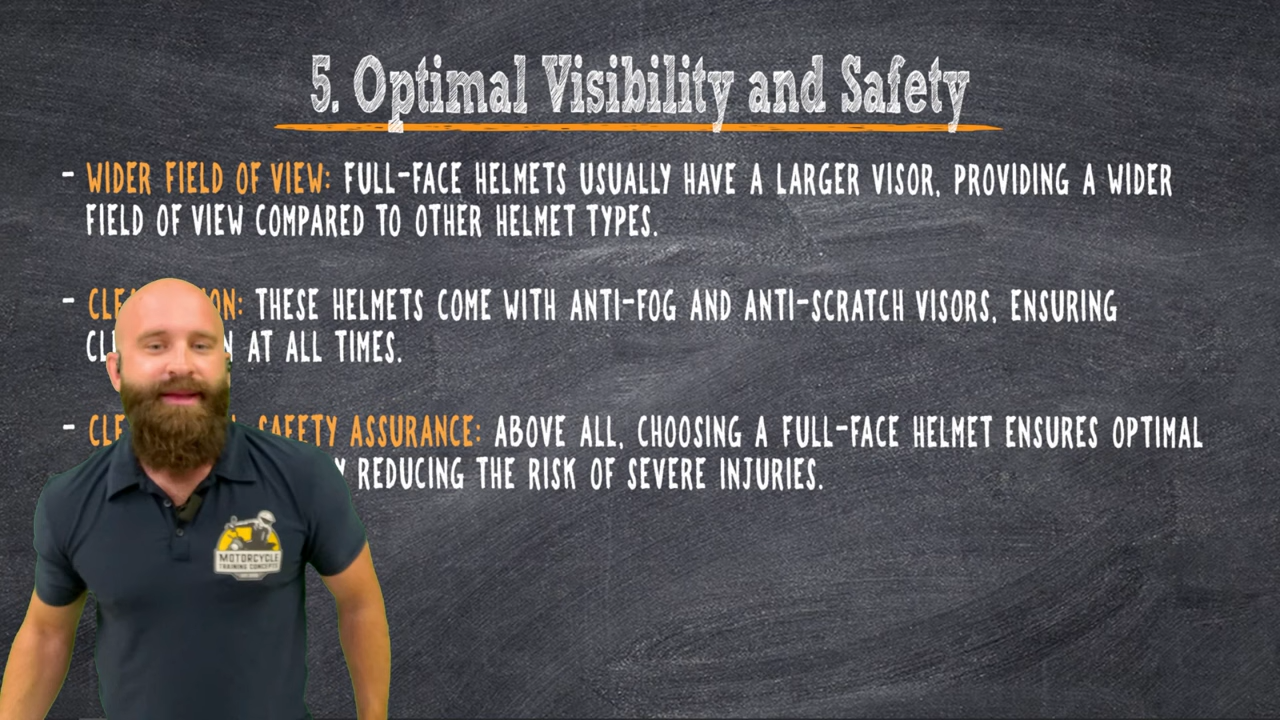 5. Optimal Visibility and Safety
- WIDER FIELD OF VIEW: FULL-FACE HELMETS USUALLY HAVE A LARGER VISOR, PROVIDING A WIDER
FIELD OF VIEW COMPARED TO OTHER HELMET TYPES.
- THESE HELMETS COME WITH ANTI-FOG AND ANTI-SCRATCH VISORS, ENSURING
AT ALL TIMES.
- SAFETY ASSURANCE: ABOVE ALL, CHOOSING A FULL-FACE HELMET ENSURES OPTIMAL
REDUCING THE RISK OF SEVERE INJURIES.
MOTORCYCLE
TRAINING CONCEPTS